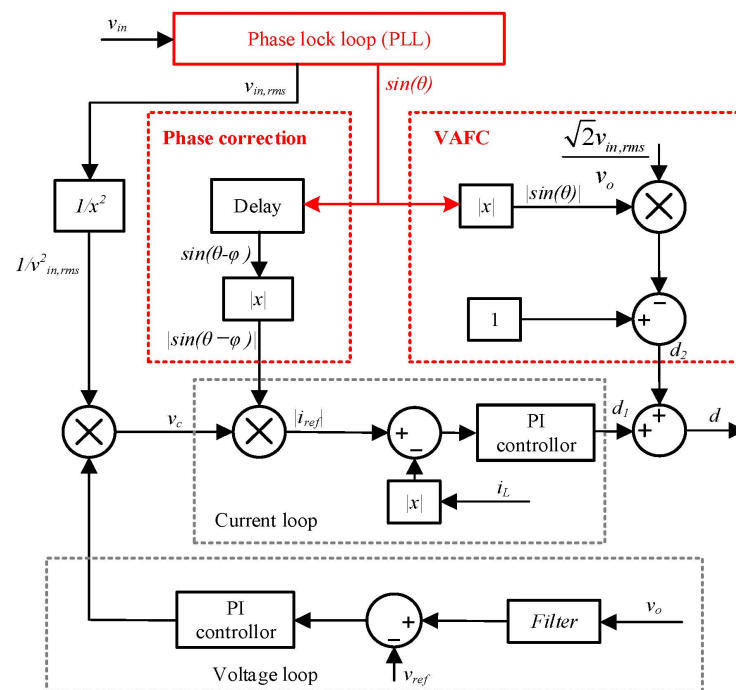 v_in
Phase lock loop (PLL)
v_in,rms
sin(θ)
Phase correction
VAFC
√2v_in,rms
v_o
1/x²
Delay
|x|
|sin(θ)|
×
sin(θ-φ)
1/v²_in,rms
|x|
1
+
−
|sin(θ−φ)|
d_2
×
v_c
×
|i_ref|
+
−
PI
controllor
d_1
+
+
d
|x|
i_L
Current loop
PI
controllor
+
−
Filter
v_o
Voltage loop
v_ref